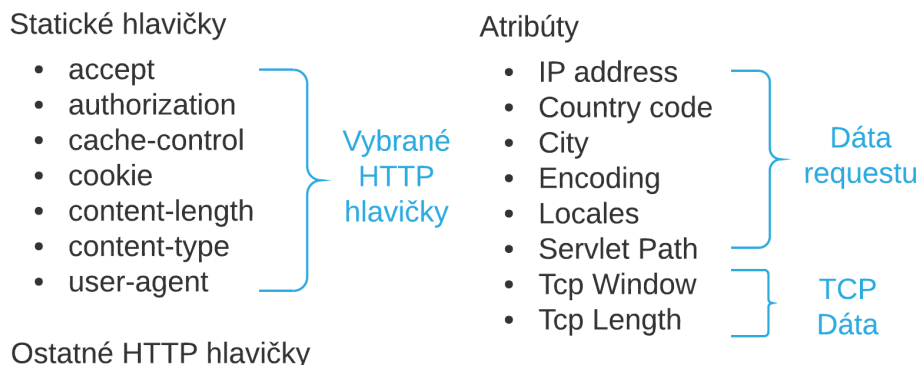 Statické hlavičky
• accept
• authorization
• cache-control
• cookie
• content-length
• content-type
• user-agent
Vybrané
HTTP
hlavičky
Ostatné HTTP hlavičky
Atribúty
• IP address
• Country code
• City
• Encoding
• Locales
• Servlet Path
• Tcp Window
• Tcp Length
Dáta
requestu
TCP
Dáta